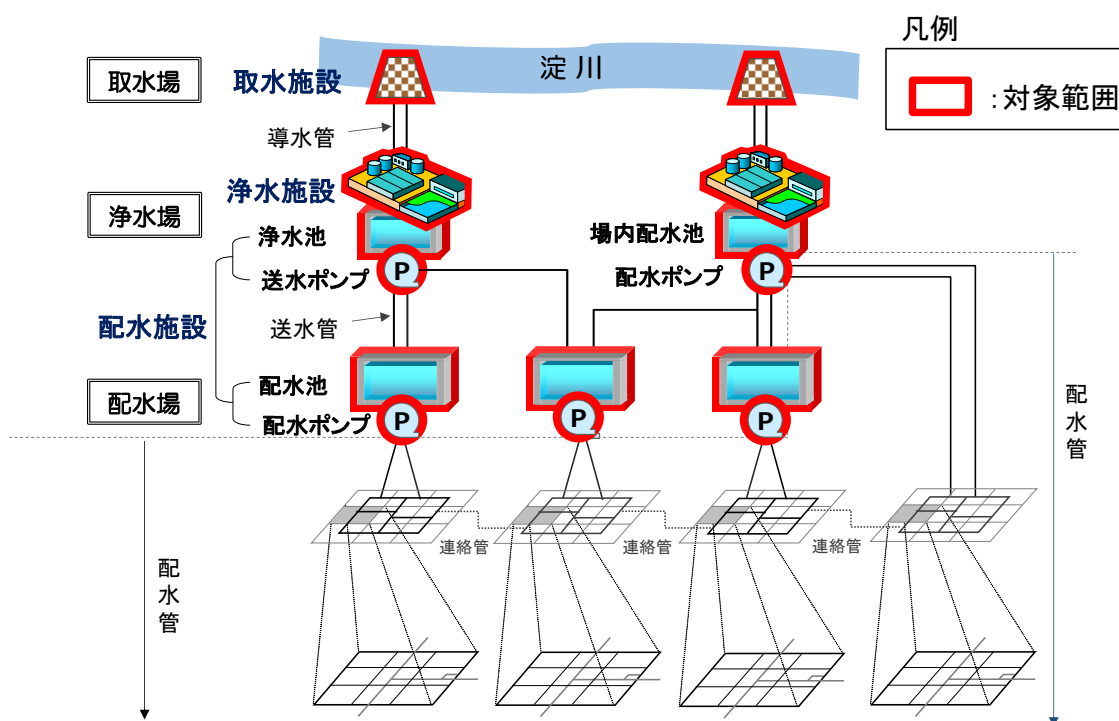 凡例
：対象範囲
淀川
取水場
取水施設
導水管
浄水施設
浄水場
浄水池
場内配水池
送水ポンプ
P
配水ポンプ
P
配水施設
送水管
配水池
配水場
配水ポンプ
P
P
P
配水管
連絡管
連絡管
連絡管
配水管